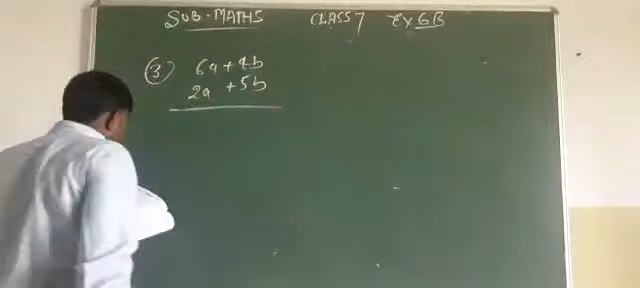 SUB-MATHS CLASS 7 EX 6B
(3) 6a + 4b
2a + 5b